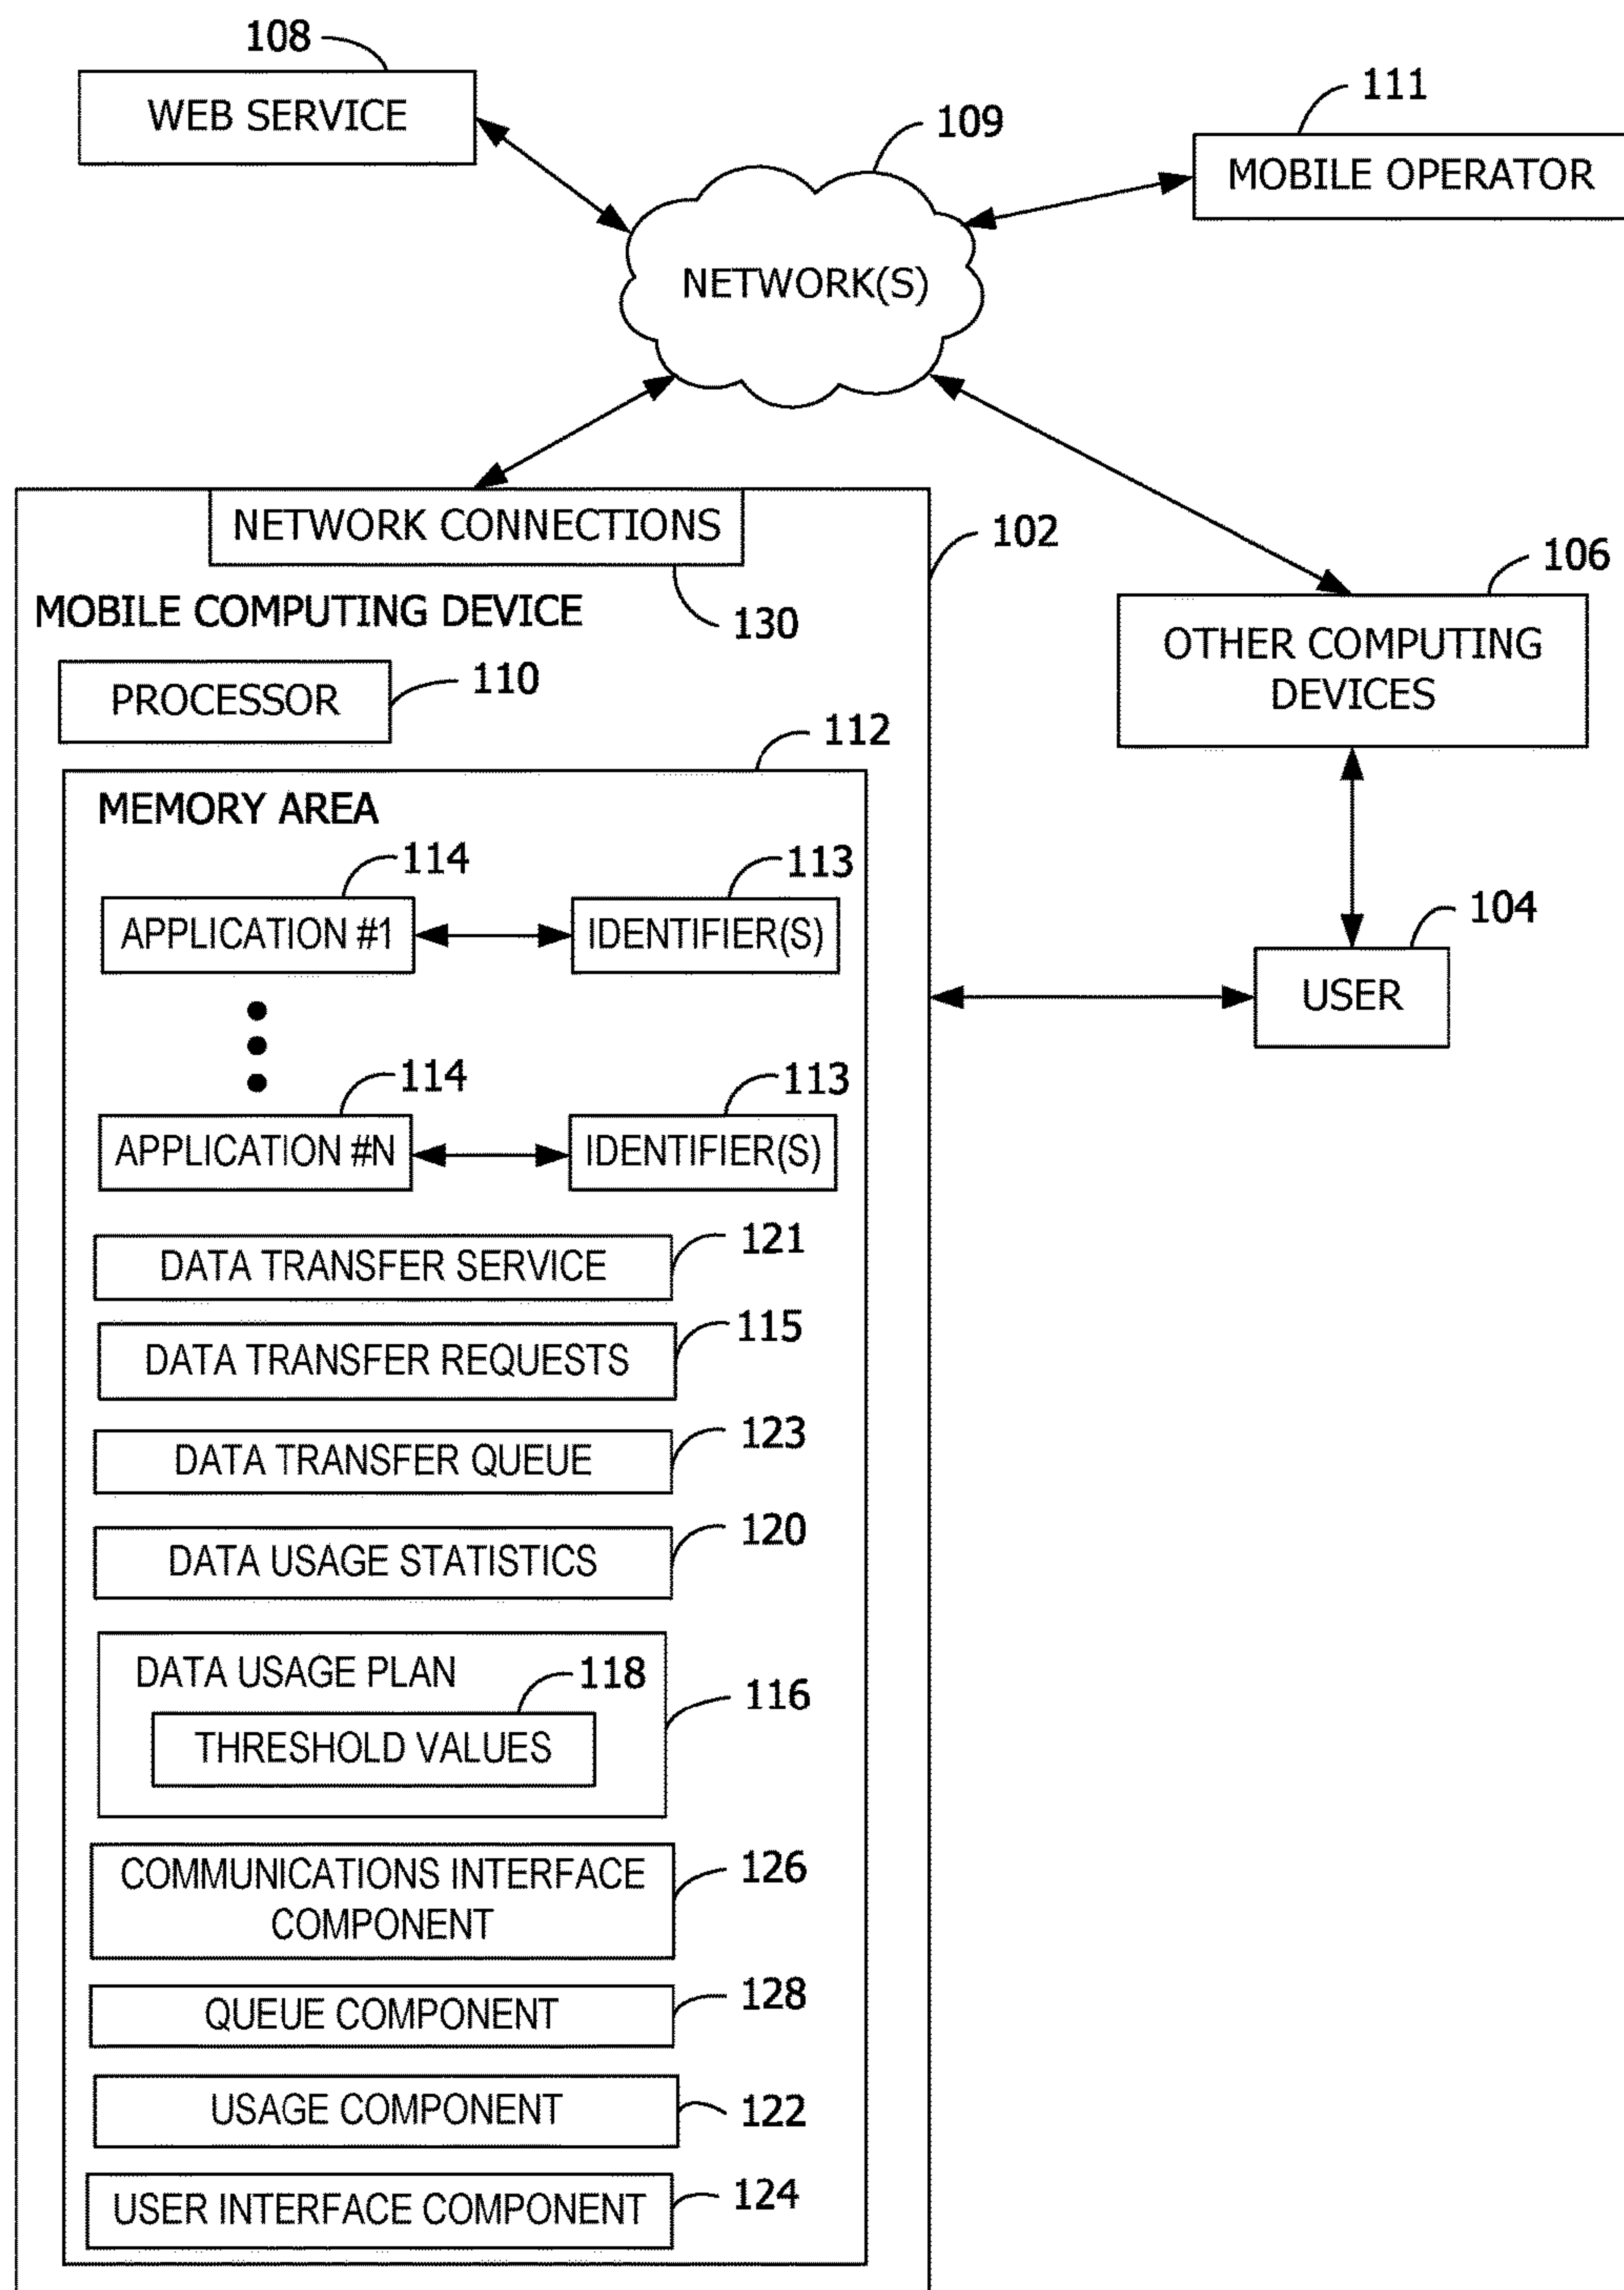 108
WEB SERVICE
111
MOBILE OPERATOR
109
NETWORK(S)
NETWORK CONNECTIONS
130
102
MOBILE COMPUTING DEVICE
106
OTHER COMPUTING
DEVICES
PROCESSOR
110
112
MEMORY AREA
114
113
APPLICATION #1
IDENTIFIER(S)
104
USER
114
113
APPLICATION #N
IDENTIFIER(S)
DATA TRANSFER SERVICE
121
DATA TRANSFER REQUESTS
115
DATA TRANSFER QUEUE
123
DATA USAGE STATISTICS
120
DATA USAGE PLAN
118
116
THRESHOLD VALUES
COMMUNICATIONS INTERFACE
COMPONENT
126
QUEUE COMPONENT
128
USAGE COMPONENT
122
USER INTERFACE COMPONENT
124